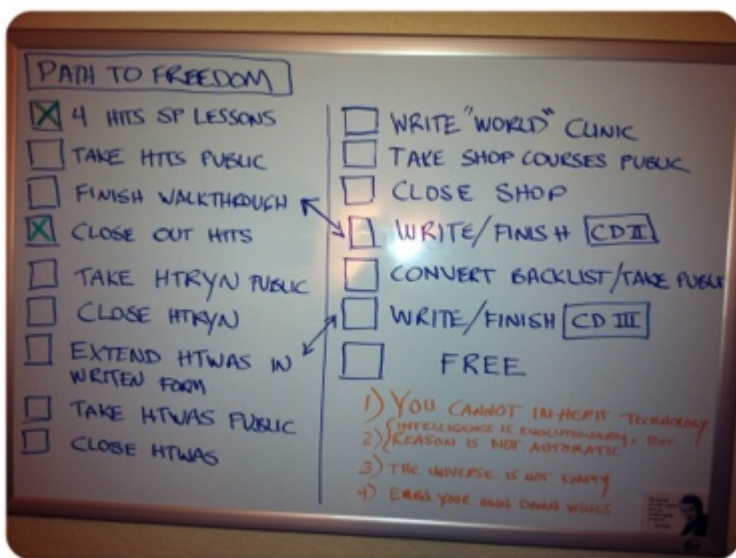 PATH TO FREEDOM
4 HITS SP LESSONS
TAKE HTTS PUBLIC
FINISH WALKTHROUGH
CLOSE OUT HTTS
TAKE HTRYN PUBLIC
CLOSE HTRYN
EXTEND HTWAS IN
WRITEN FORM
TAKE HTWAS PUBLIC
CLOSE HTWAS
WRITE "WORLD" CLINIC
TAKE SHOP COURSES PUBLIC
CLOSE SHOP
WRITE/FINISH CD II
CONVERT BACKLIST/TAKE PUBLIC
WRITE/FINISH CD III
FREE
1) YOU CANNOT INHERIT TECHNOLOGY
2) INTELLIGENCE IS EVOLUTIONARY, BUT
REASON IS NOT AUTOMATIC
3) THE UNIVERSE IS NOT EMPTY
4) EARN YOUR OWN DAMN WINGS